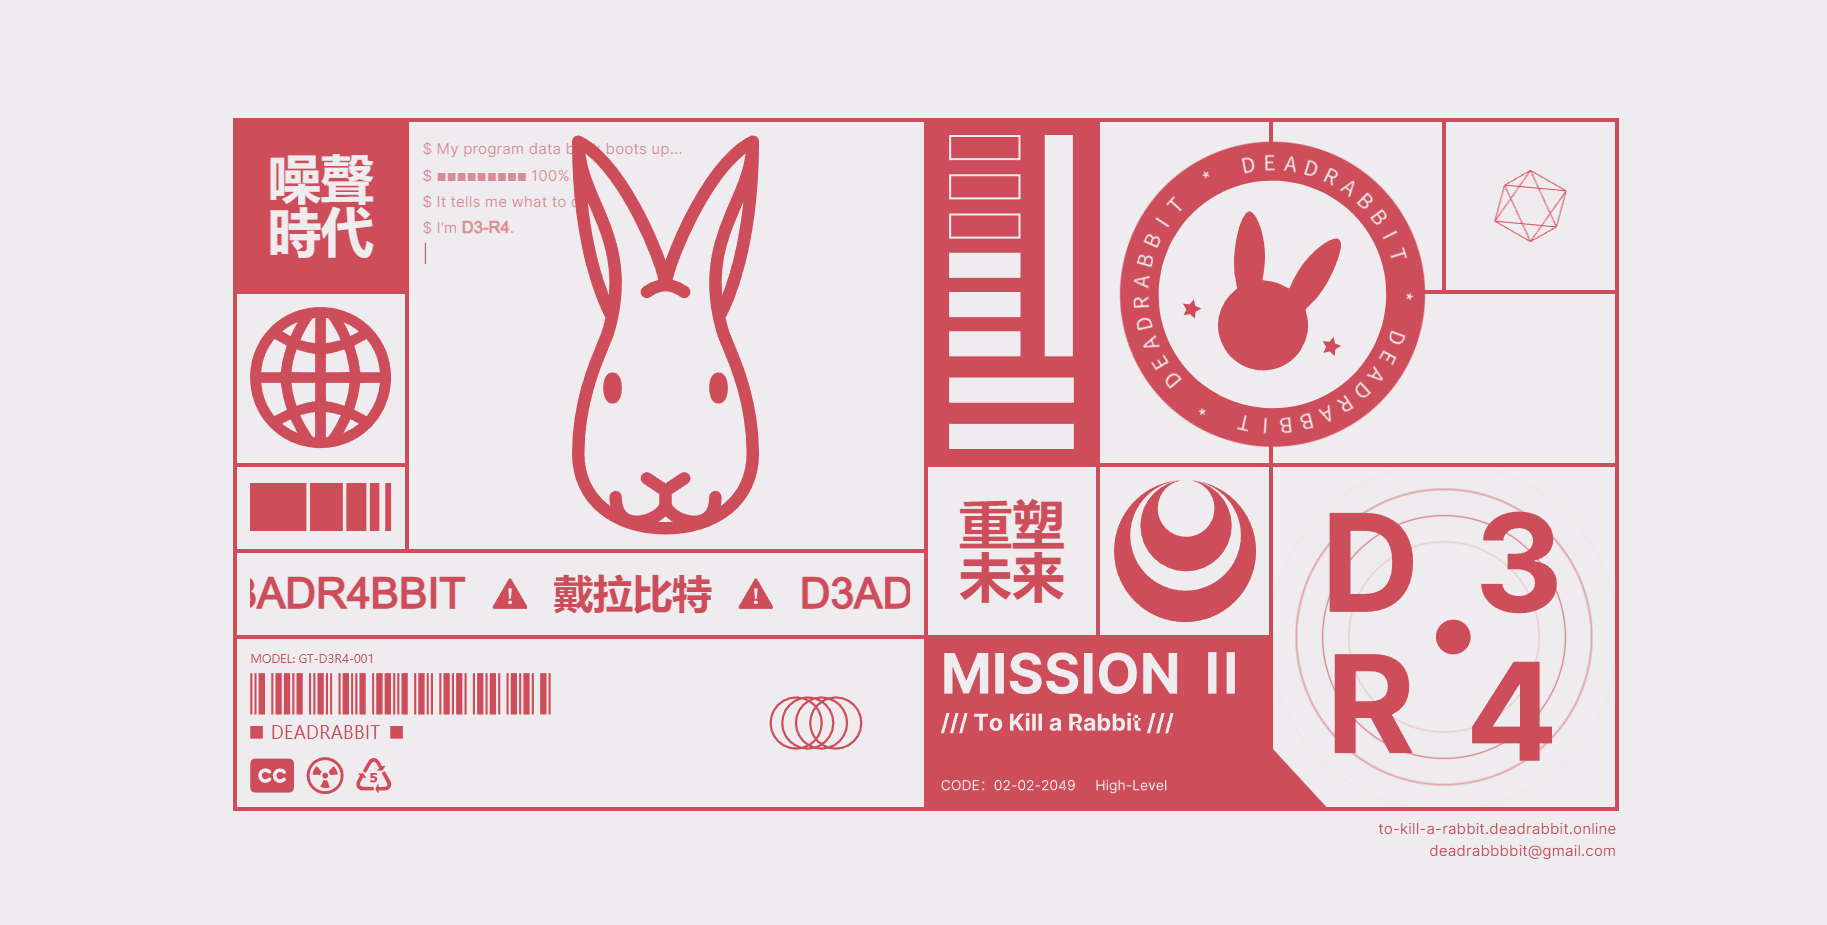 噪聲
時代
$ My program data b k boots up...
$ ■■■■■■■■■ 100%
$ It tells me what to
$ I'm D3-R4.
DEADRABBIT * DEADRABBIT * DEADRABBIT * DEADRABBIT *
ADR4BBIT ⚠ 戴拉比特 ⚠ D3AD
重塑
未来
D 3
R 4
MODEL: GT-D3R4-001
■ DEADRABBIT ■
CC
5
MISSION II
/// To Kill a Rabbit ///
CODE: 02-02-2049 High-Level
to-kill-a-rabbit.deadrabbit.online
deadrabbbbit@gmail.com